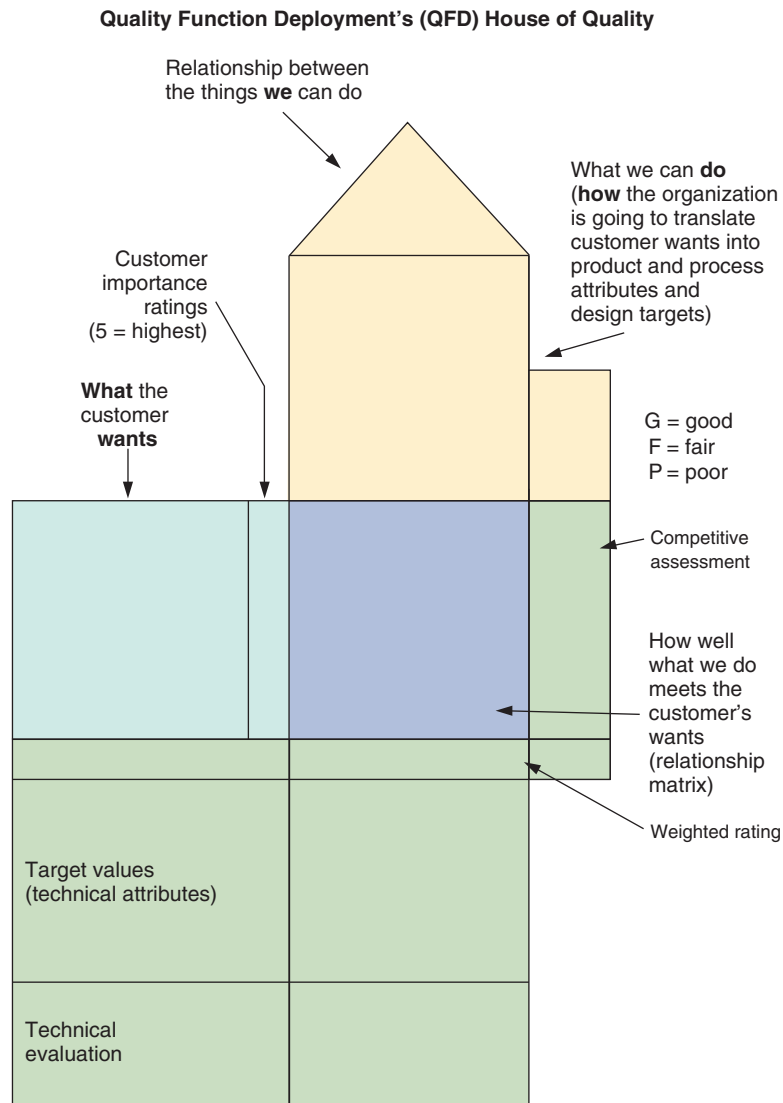 Quality Function Deployment's (QFD) House of Quality
Relationship between
the things we can do
What we can do
(how the organization
is going to translate
customer wants into
product and process
attributes and
design targets)
Customer
importance
ratings
(5 = highest)
What the
customer
wants
G = good
F = fair
P = poor
Competitive
assessment
How well
what we do
meets the
customer's
wants
(relationship
matrix)
Weighted rating
Target values
(technical attributes)
Technical
evaluation